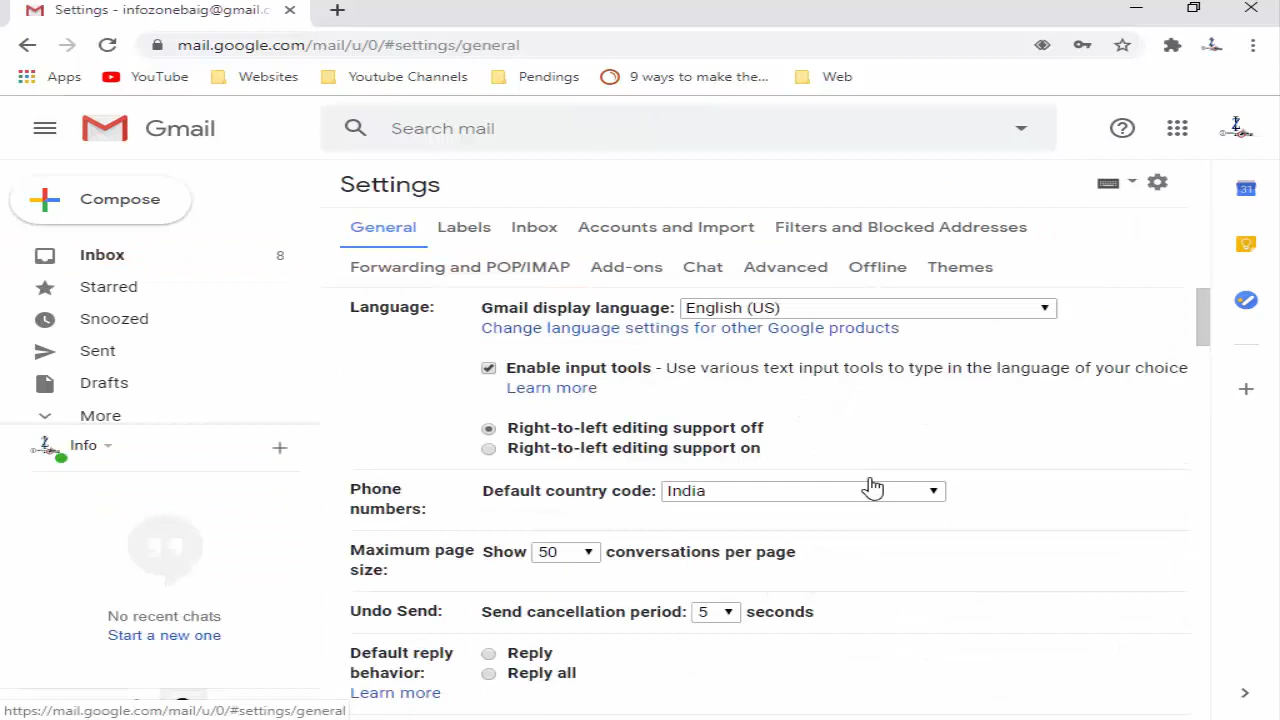 Settings - infozonebaig@gmail.c
mail.google.com/mail/u/0/#settings/general
Apps YouTube Websites Youtube Channels Pendings 9 ways to make the... Web
Gmail
Search mail
Compose
Inbox 8
Starred
Snoozed
Sent
Drafts
More
Info
No recent chats
Start a new one
Settings
General Labels Inbox Accounts and Import Filters and Blocked Addresses
Forwarding and POP/IMAP Add-ons Chat Advanced Offline Themes
Language: Gmail display language: English (US)
Change language settings for other Google products
Enable input tools - Use various text input tools to type in the language of your choice
Learn more
Right-to-left editing support off
Right-to-left editing support on
Phone numbers: Default country code: India
Maximum page size: Show 50 conversations per page
Undo Send: Send cancellation period: 5 seconds
Default reply behavior: Reply
Reply all
Learn more
31
https://mail.google.com/mail/u/0/#settings/general